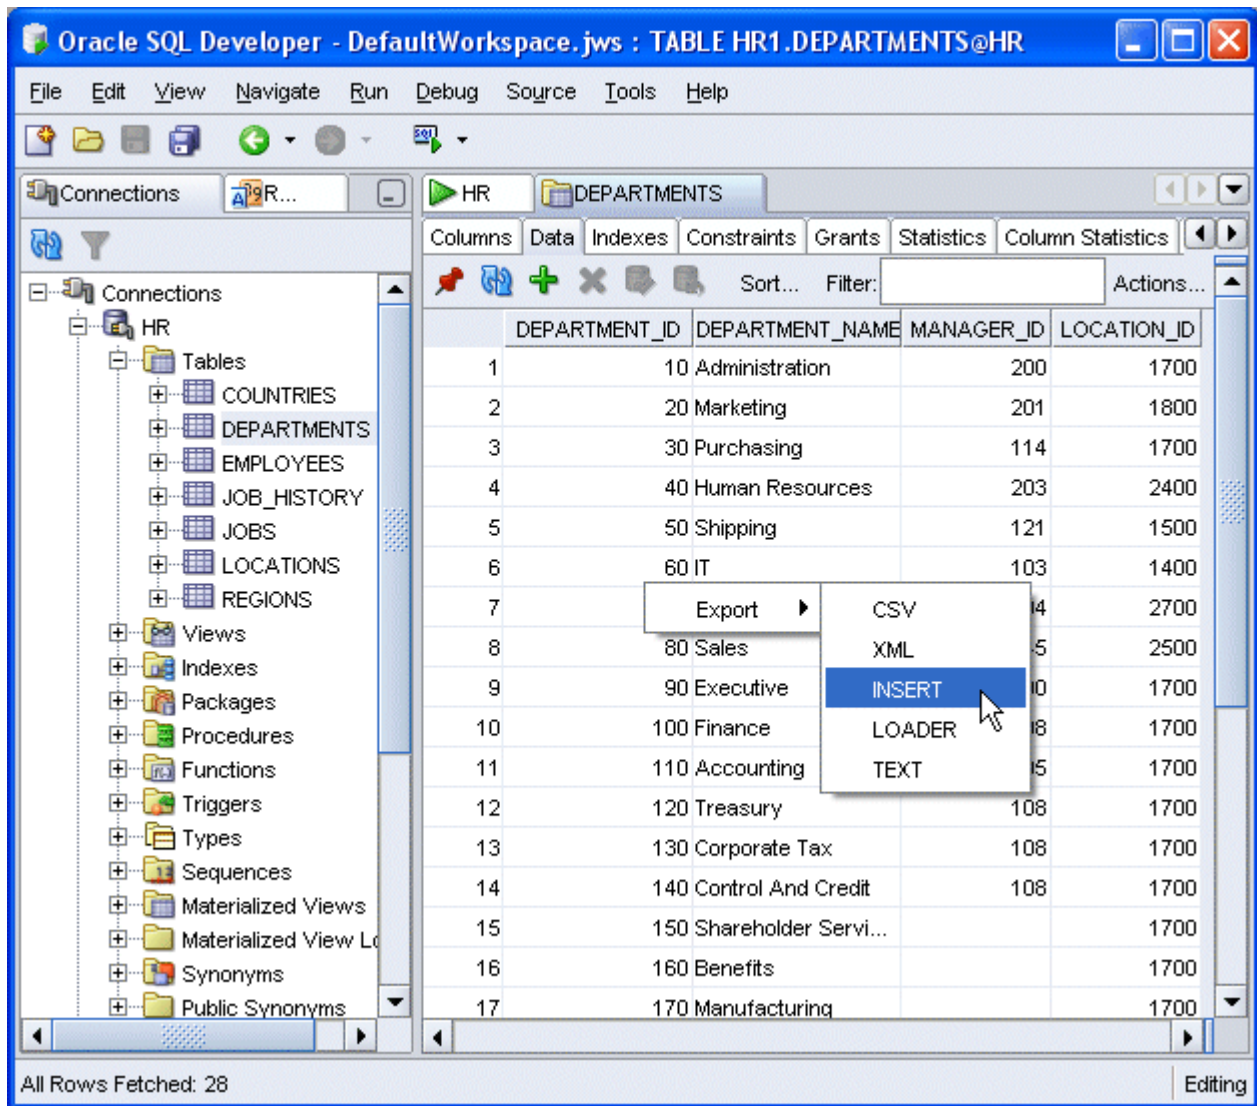 Oracle SQL Developer - DefaultWorkspace.jws : TABLE HR1.DEPARTMENTS@HR
File Edit View Navigate Run Debug Source Tools Help
Connections R...
HR DEPARTMENTS
Columns Data Indexes Constraints Grants Statistics Column Statistics
Sort... Filter: Actions...
Connections
HR
Tables
COUNTRIES
DEPARTMENTS
EMPLOYEES
JOB_HISTORY
JOBS
LOCATIONS
REGIONS
Views
Indexes
Packages
Procedures
Functions
Triggers
Types
Sequences
Materialized Views
Materialized View
Synonyms
Public Synonyms
DEPARTMENT_ID DEPARTMENT_NAME MANAGER_ID LOCATION_ID
1 10 Administration 200 1700
2 20 Marketing 201 1800
3 30 Purchasing 114 1700
4 40 Human Resources 203 2400
5 50 Shipping 121 1500
6 60 IT 103 1400
7 2700
8 80 Sales 2500
9 90 Executive 1700
10 100 Finance 1700
11 110 Accounting 1700
12 120 Treasury 108 1700
13 130 Corporate Tax 108 1700
14 140 Control And Credit 108 1700
15 150 Shareholder Servi... 1700
16 160 Benefits 1700
17 170 Manufacturing 1700
Export
CSV
XML
INSERT
LOADER
TEXT
All Rows Fetched: 28 Editing